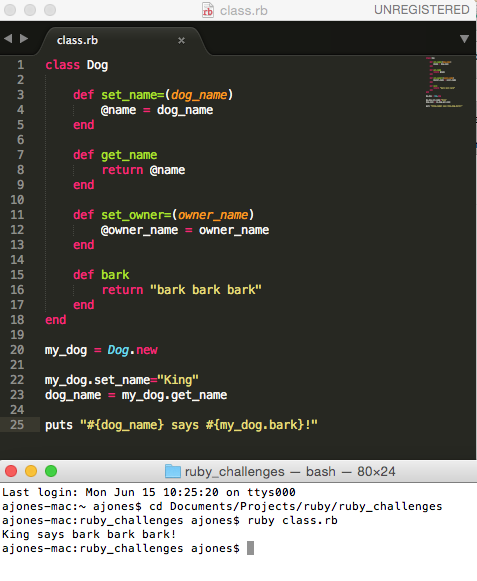 class.rb
UNREGISTERED
class.rb ×
1 class Dog
2
3     def set_name=(dog_name)
4         @name = dog_name
5     end
6
7     def get_name
8         return @name
9     end
10
11     def set_owner=(owner_name)
12         @owner_name = owner_name
13     end
14
15     def bark
16         return "bark bark bark"
17     end
18 end
19
20 my_dog = Dog.new
21
22 my_dog.set_name="King"
23 dog_name = my_dog.get_name
24
25 puts "#{dog_name} says #{my_dog.bark}!"
ruby_challenges — bash — 80×24
Last login: Mon Jun 15 10:25:20 on ttys000
ajones-mac:~ ajones$ cd Documents/Projects/ruby/ruby_challenges
ajones-mac:ruby_challenges ajones$ ruby class.rb
King says bark bark bark!
ajones-mac:ruby_challenges ajones$